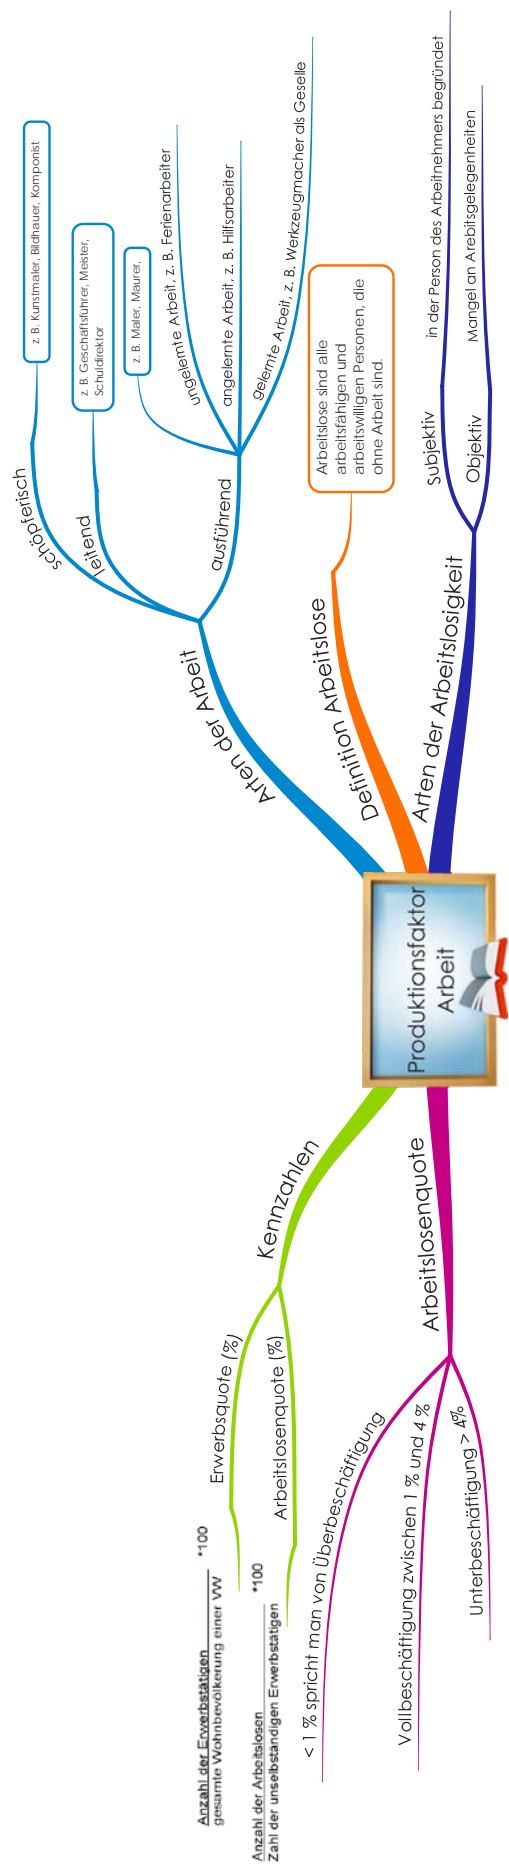 Produktionsfaktor
Arbeit
Arten der Arbeit
schöpferisch
z. B. Kunstmaler, Bildhauer, Komponist
leitend
z. B. Geschäftsführer, Meister,
Schuldirektor
ausführend
z. B. Maler, Maurer,
ungelernte Arbeit, z. B. Ferienarbeiter
angelernte Arbeit, z. B. Hilfsarbeiter
gelernte Arbeit, z. B. Werkzeugmacher als Geselle
Definition Arbeitslose
Arbeitslose sind alle
arbeitsfähigen und
arbeitswilligen Personen, die
ohne Arbeit sind.
Arten der Arbeitslosigkeit
Subjektiv
in der Person des Arbeitnehmers begründet
Objektiv
Mangel an Arebitsgelegenheiten
Kennzahlen
Erwerbsquote (%)
Anzahl der Erwerbstätigen *100
gesamte Wohnbevölkerung einer VW
Arbeitslosenquote (%)
Anzahl der Arbeitslosen *100
Zahl der unselbständigen Erwerbstätigen
Arbeitslosenquote
< 1 % spricht man von Überbeschäftigung
Vollbeschäftigung zwischen 1 % und 4 %
Unterbeschäftigung > 4%